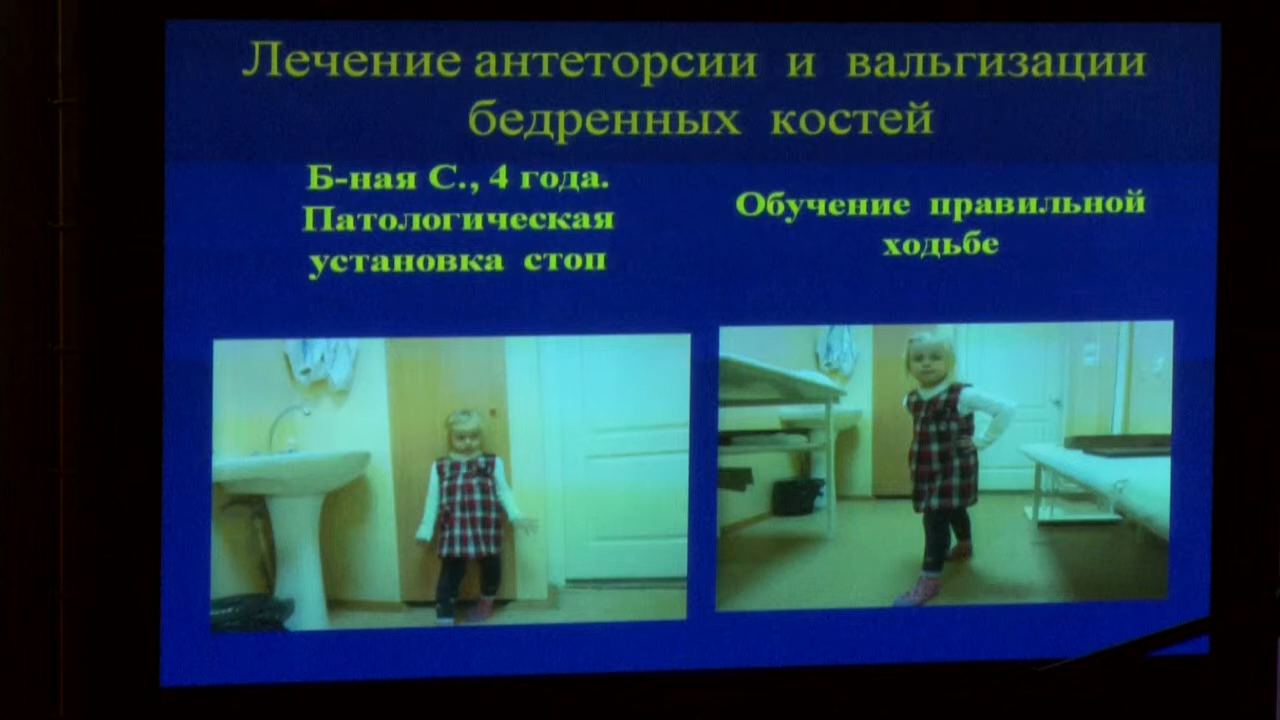 Лечение антеторсии и вальгизации
бедренных костей
Б-ная С., 4 года.
Патологическая
установка стоп
Обучение правильной
ходьбе